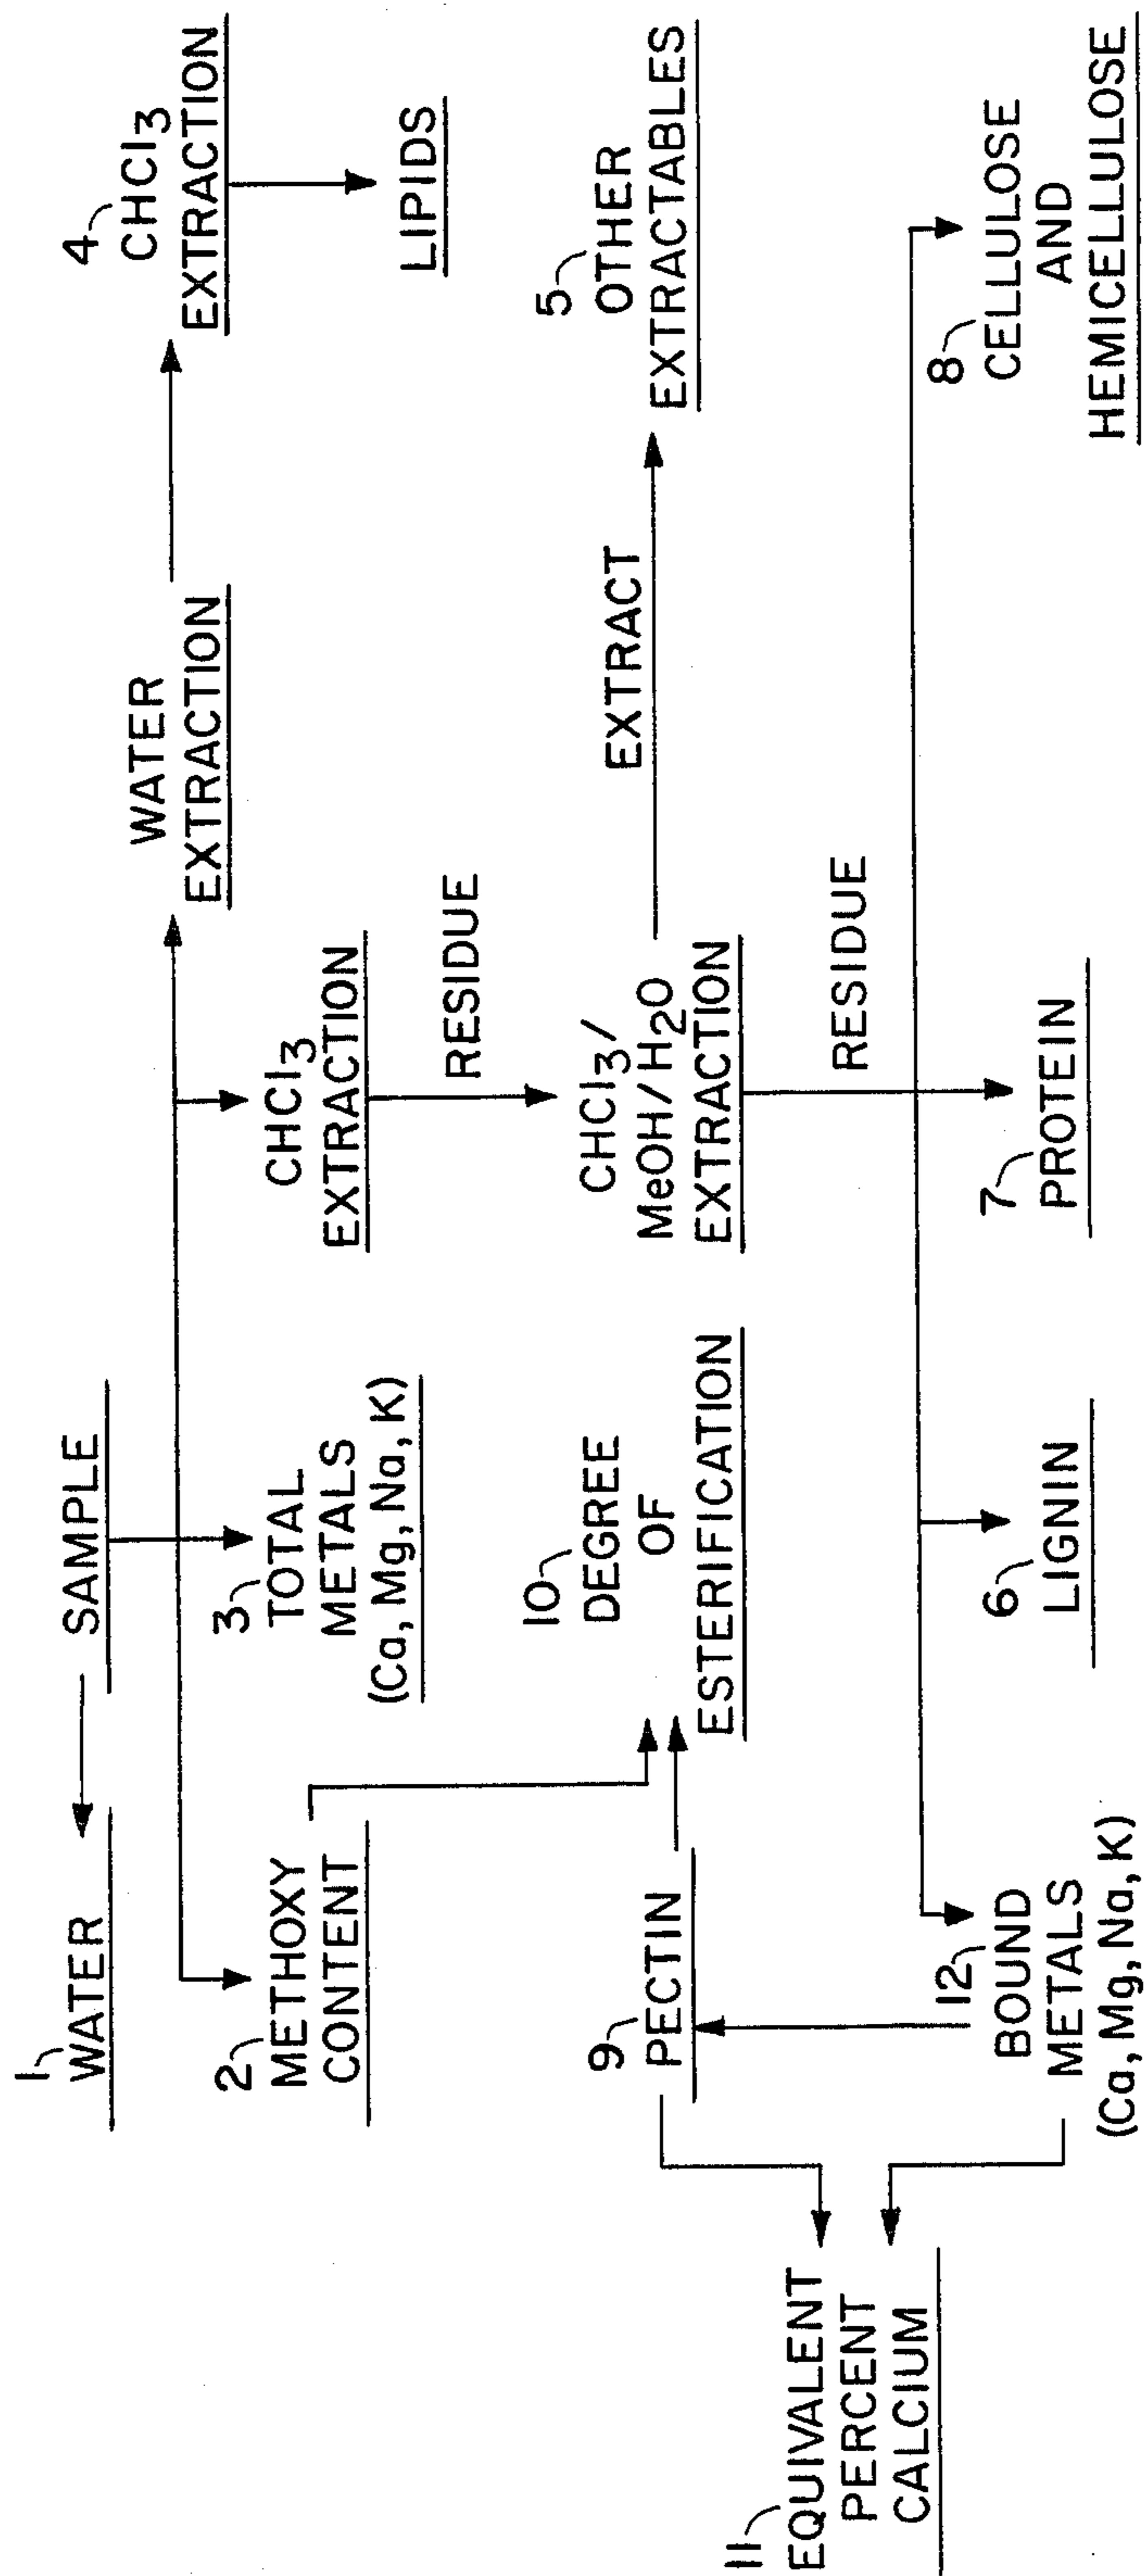 SAMPLE
1
WATER
2
METHOXY
CONTENT
3
TOTAL
METALS
(Ca, Mg, Na, K)
CHCl3
EXTRACTION
WATER
EXTRACTION
4
CHCl3
EXTRACTION
LIPIDS
RESIDUE
CHCl3/
MeOH/H2O
EXTRACTION
EXTRACT
5
OTHER
EXTRACTABLES
9
PECTIN
10
DEGREE
OF
ESTERIFICATION
11
EQUIVALENT
PERCENT
CALCIUM
RESIDUE
12
BOUND
METALS
(Ca, Mg, Na, K)
6
LIGNIN
7
PROTEIN
8
CELLULOSE
AND
HEMICELLULOSE